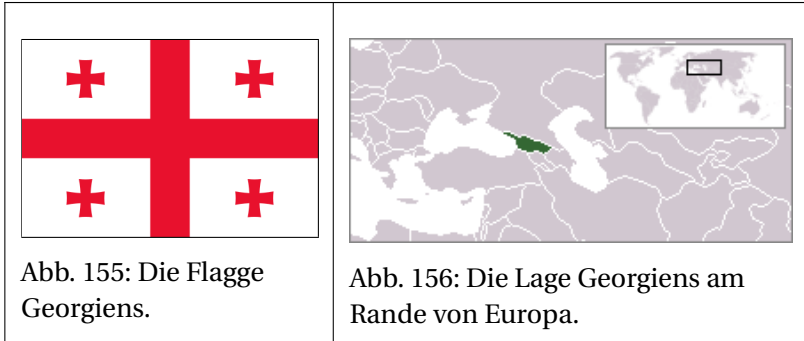 Abb. 155: Die Flagge
Georgiens.
Abb. 156: Die Lage Georgiens am
Rande von Europa.